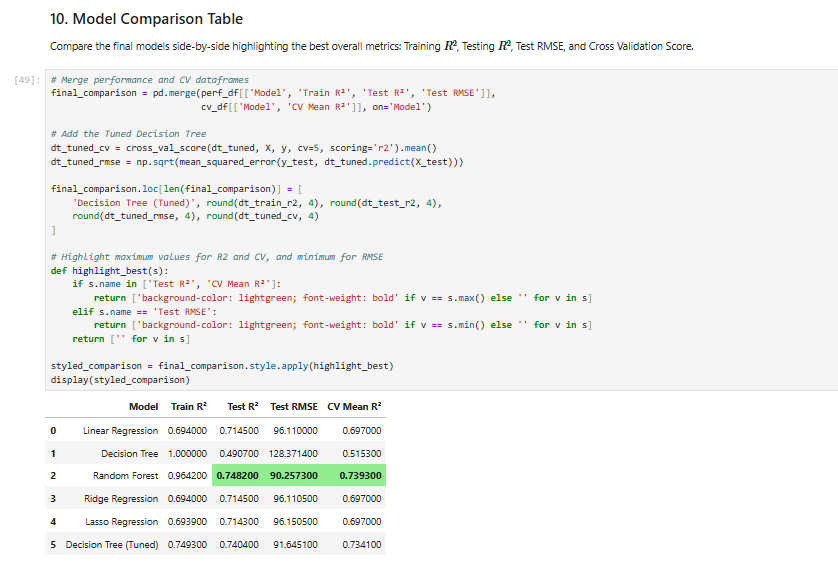 10. Model Comparison Table
Compare the final models side-by-side highlighting the best overall metrics: Training R², Testing R², Test RMSE, and Cross Validation Score.
[49]:
# Merge performance and CV dataframes
final_comparison = pd.merge(perf_df[['Model', 'Train R²', 'Test R²', 'Test RMSE']],
cv_df[['Model', 'CV Mean R²']], on='Model')
# Add the Tuned Decision Tree
dt_tuned_cv = cross_val_score(dt_tuned, X, y, cv=5, scoring='r2').mean()
dt_tuned_rmse = np.sqrt(mean_squared_error(y_test, dt_tuned.predict(X_test)))
final_comparison.loc[len(final_comparison)] = [
'Decision Tree (Tuned)', round(dt_train_r2, 4), round(dt_test_r2, 4),
round(dt_tuned_rmse, 4), round(dt_tuned_cv, 4)
]
# Highlight maximum values for R2 and CV, and minimum for RMSE
def highlight_best(s):
if s.name in ['Test R²', 'CV Mean R²']:
return ['background-color: lightgreen; font-weight: bold' if v == s.max() else '' for v in s]
elif s.name == 'Test RMSE':
return ['background-color: lightgreen; font-weight: bold' if v == s.min() else '' for v in s]
return ['' for v in s]
styled_comparison = final_comparison.style.apply(highlight_best)
display(styled_comparison)
Model Train R² Test R² Test RMSE CV Mean R²
0 Linear Regression 0.694000 0.714500 96.110000 0.697000
1 Decision Tree 1.000000 0.490700 128.371400 0.515300
2 Random Forest 0.964200 0.748200 90.257300 0.739300
3 Ridge Regression 0.694000 0.714500 96.110500 0.697000
4 Lasso Regression 0.693900 0.714300 96.150500 0.697000
5 Decision Tree (Tuned) 0.749300 0.740400 91.645100 0.734100